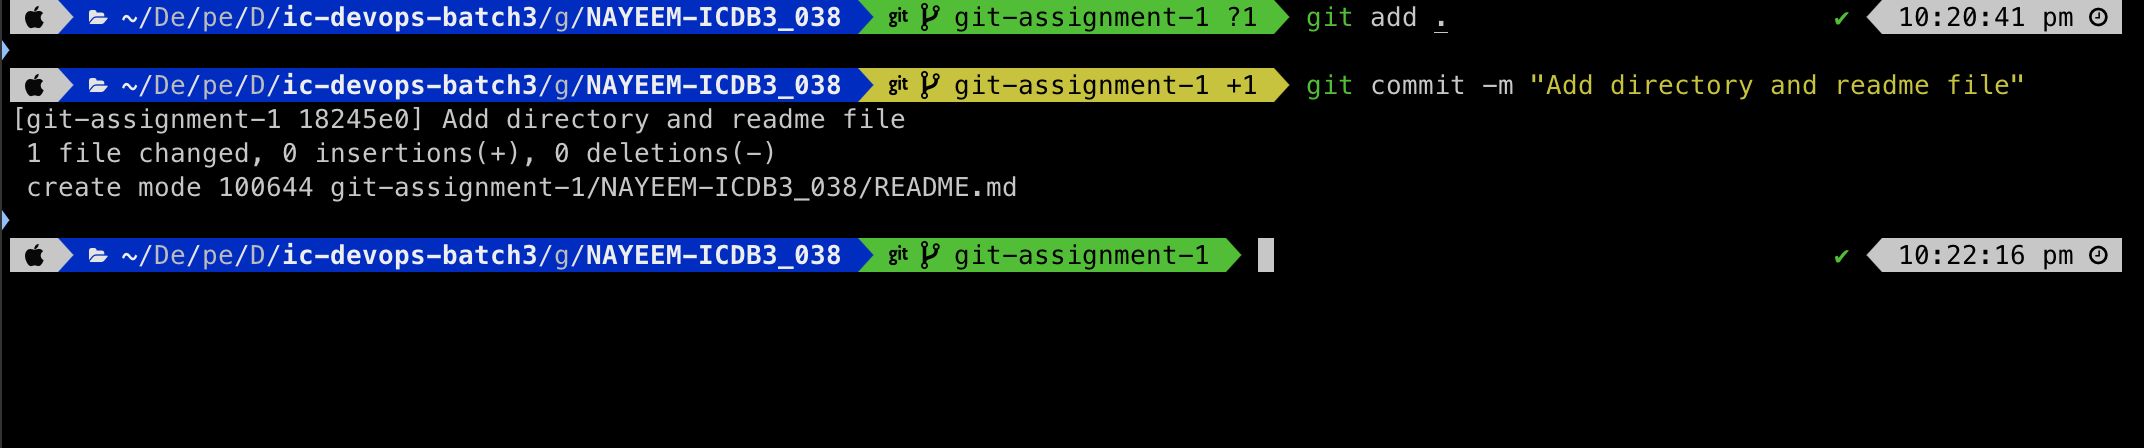 ~/De/pe/D/ic-devops-batch3/g/NAYEEM-ICDB3_038 git git-assignment-1 ?1 git add . ✔ 10:20:41 pm
~/De/pe/D/ic-devops-batch3/g/NAYEEM-ICDB3_038 git git-assignment-1 +1 git commit -m "Add directory and readme file"
[git-assignment-1 18245e0] Add directory and readme file
1 file changed, 0 insertions(+), 0 deletions(-)
create mode 100644 git-assignment-1/NAYEEM-ICDB3_038/README.md
~/De/pe/D/ic-devops-batch3/g/NAYEEM-ICDB3_038 git git-assignment-1 ✔ 10:22:16 pm